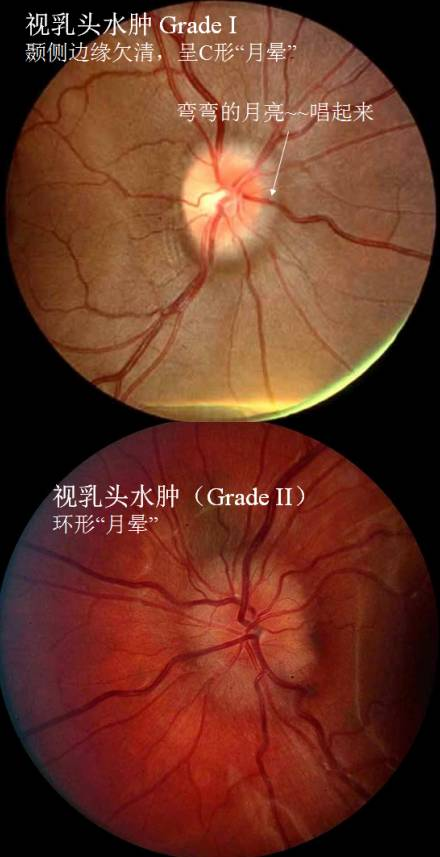 视乳头水肿 Grade I
颞侧边缘欠清，呈C形“月晕”
弯弯的月亮~~唱起来
视乳头水肿（Grade II）
环形“月晕”